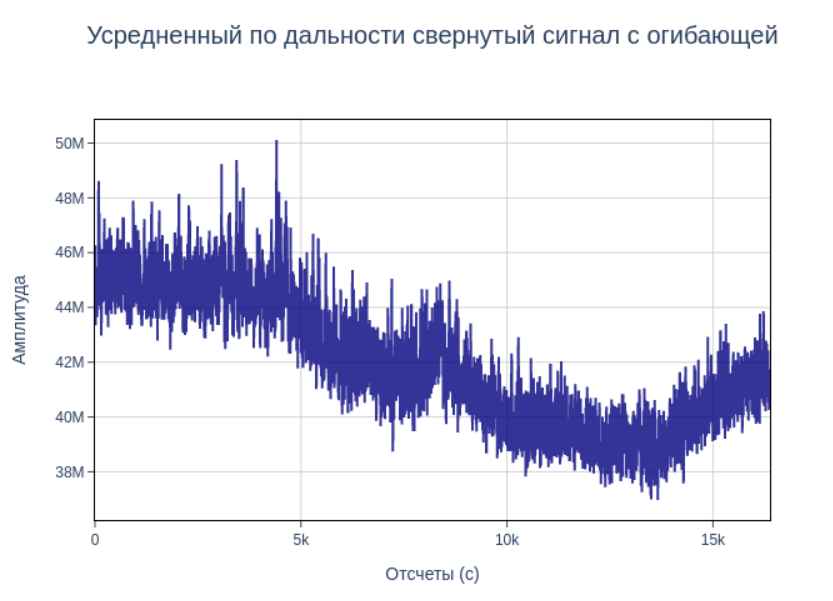 Усредненный по дальности свернутый сигнал с огибающей
50M
48M
46M
44M
42M
40M
38M
Амплитуда
0
5k
10k
15k
Отсчеты (с)